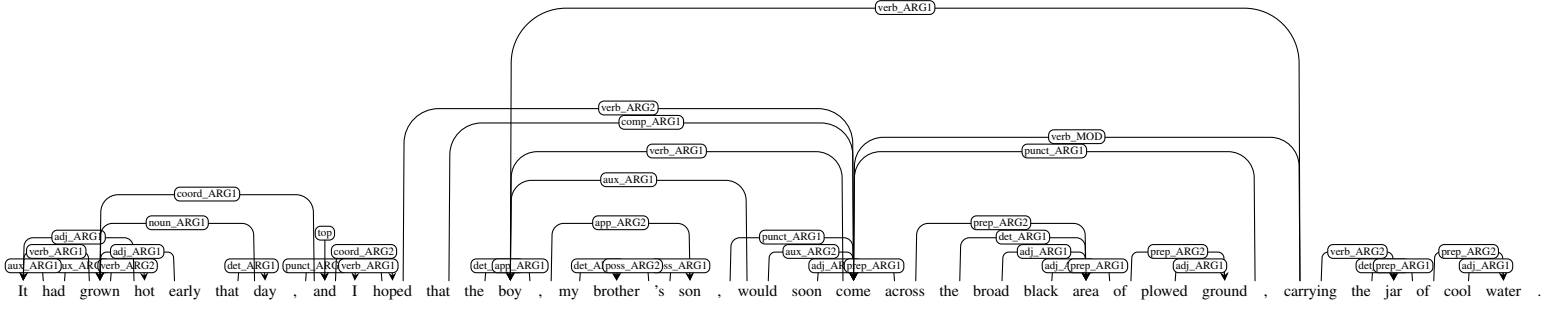 verb_ARG1
verb_ARG2
comp_ARG1
verb_MOD
verb_ARG1 punct_ARG1
aux_ARG1
coord_ARG1
noun_ARG1 app_ARG2 prep_ARG2
top
adj_ARG1 punct_ARG1 det_ARG1
verb_ARG1 adj_ARG1 coord_ARG2 aux_ARG2 adj_ARG1 prep_ARG2 verb_ARG2 prep_ARG2
aux_ARG1 verb_ARG2 det_ARG1 verb_ARG1 app_ARG1 poss_ARG2 prep_ARG1 prep_ARG1 adj_ARG1 prep_ARG1 adj_ARG1
It had grown hot early that day , and I hoped that the boy , my brother 's son , would soon come across the broad black area of plowed ground , carrying the jar of cool water .